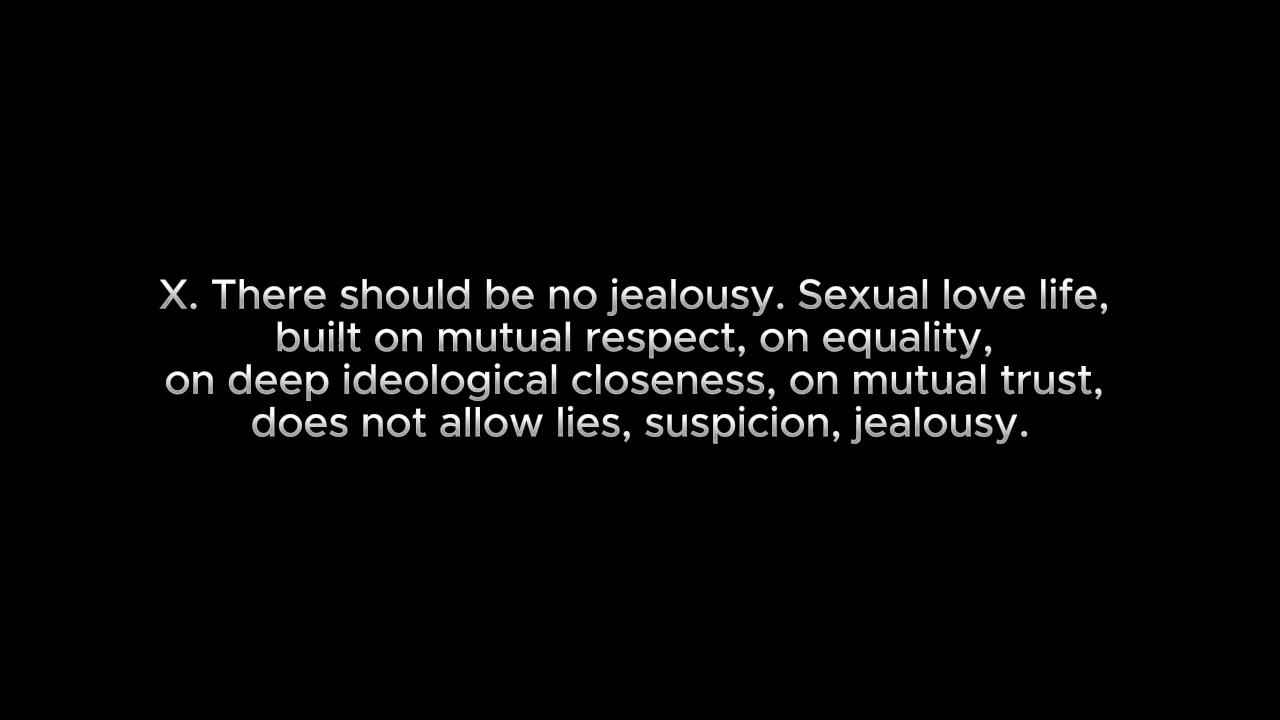 X. There should be no jealousy. Sexual love life,
built on mutual respect, on equality,
on deep ideological closeness, on mutual trust,
does not allow lies, suspicion, jealousy.